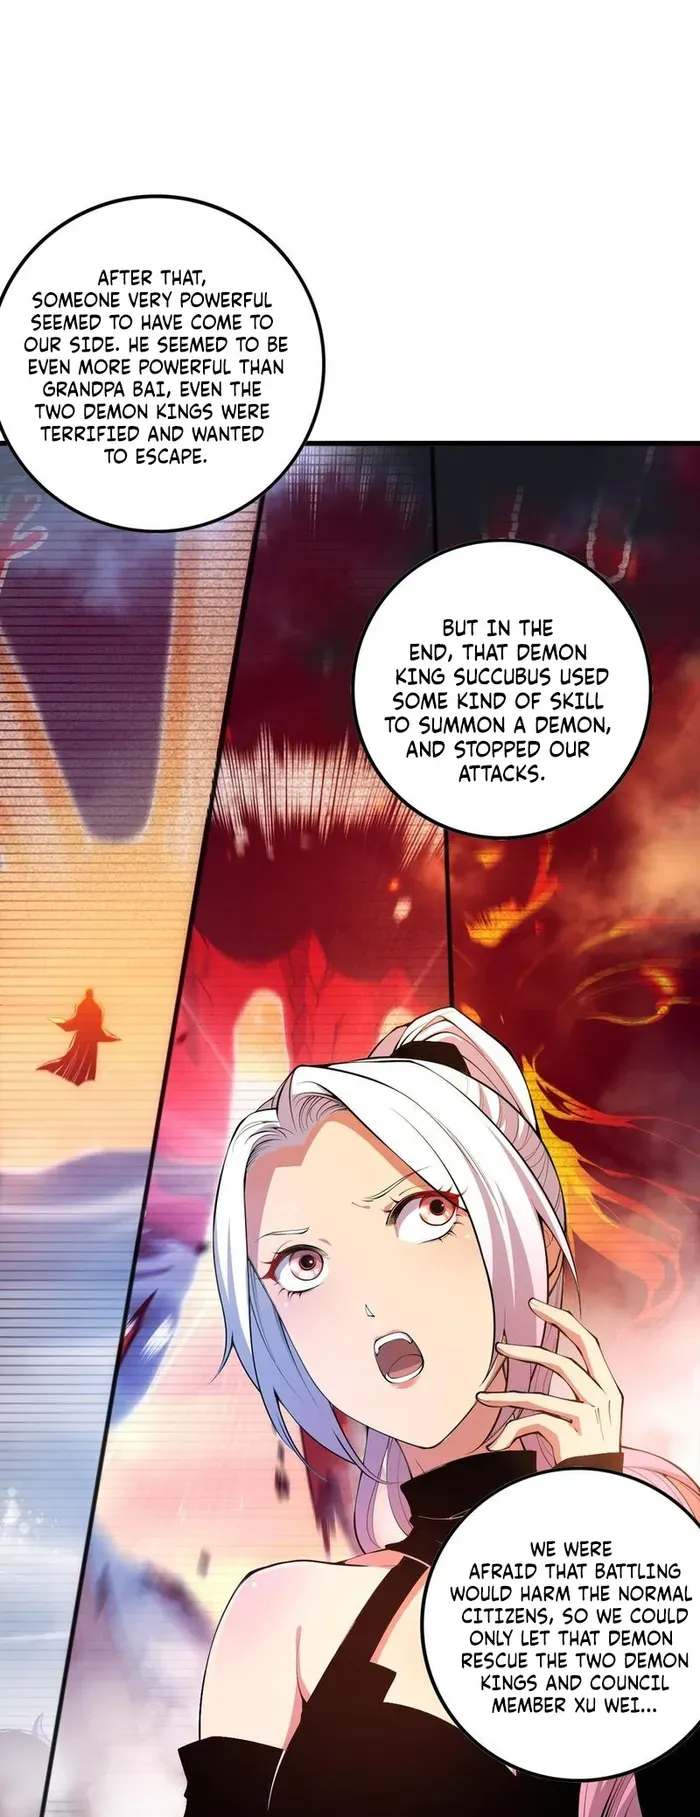 AFTER THAT,
SOMEONE VERY POWERFUL
SEEMED TO HAVE COME TO
OUR SIDE. HE SEEMED TO BE
EVEN MORE POWERFUL THAN
GRANDPA BAI, EVEN THE
TWO DEMON KINGS WERE
TERRIFIED AND WANTED
TO ESCAPE.
BUT IN THE
END, THAT DEMON
KING SUCCUBUS USED
SOME KIND OF SKILL
TO SUMMON A DEMON,
AND STOPPED OUR
ATTACKS.
WE WERE
AFRAID THAT BATTLING
WOULD HARM THE NORMAL
CITIZENS, SO WE COULD
ONLY LET THAT DEMON
RESCUE THE TWO DEMON
KINGS AND COUNCIL
MEMBER XU WEI...